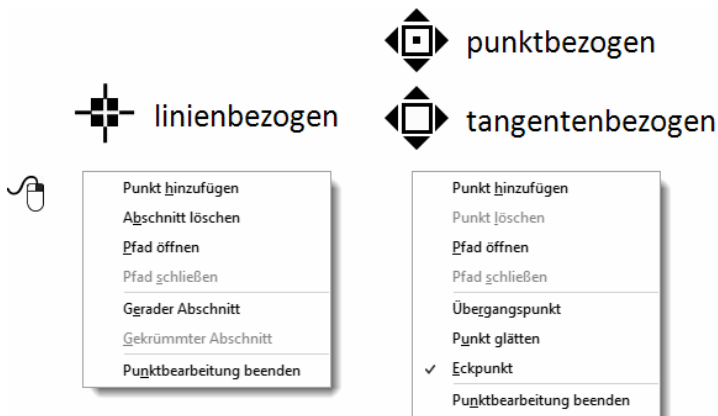 punktbezogen
linienbezogen
tangentenbezogen
Punkt hinzufügen
Abschnitt löschen
Pfad öffnen
Pfad schließen
Gerader Abschnitt
Gekrümmter Abschnitt
Punktbearbeitung beenden
Punkt hinzufügen
Punkt löschen
Pfad öffnen
Pfad schließen
Übergangspunkt
Punkt glätten
✓ Eckpunkt
Punktbearbeitung beenden